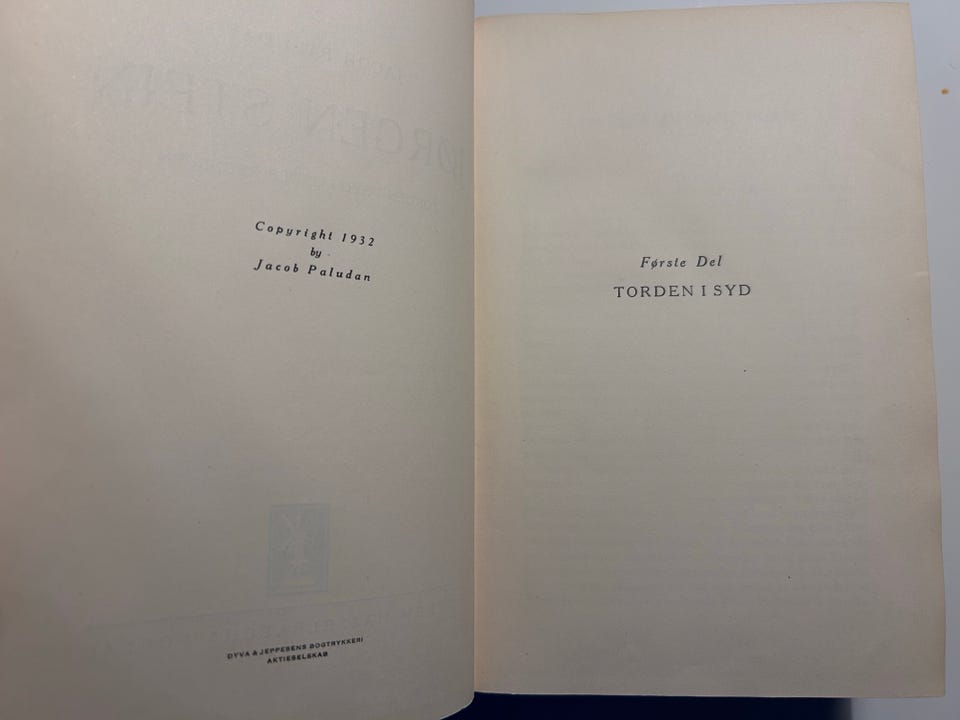 Copyright 1932
by
Jacob Paludan
DYVA & JEPPESENS BOGTRYKKERI
AKTIESELSKAB
Første Del
TORDEN I SYD